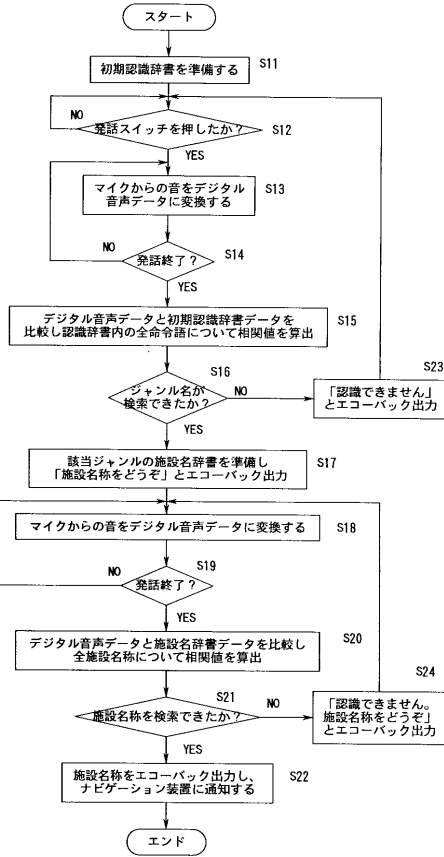 スタート
初期認識辞書を準備する
S11
NO
発話スイッチを押したか？
S12
YES
マイクからの音をデジタル
音声データに変換する
S13
NO
発話終了？
S14
YES
デジタル音声データと初期認識辞書データを
比較し認識辞書内の全命令語について相関値を算出
S15
S16
ジャンル名が
検索できたか？
NO
S23
「認識できません」
とエコーバック出力
YES
該当ジャンルの施設名辞書を準備し
「施設名称をどうぞ」とエコーバック出力
S17
マイクからの音をデジタル音声データに変換する
S18
NO
S19
発話終了？
YES
デジタル音声データと施設名辞書データを比較し
全施設名称について相関値を算出
S20
S21
施設名称を検索できたか？
NO
S24
「認識できません。
施設名称をどうぞ」
とエコーバック出力
YES
施設名称をエコーバック出力し、
ナビゲーション装置に通知する
S22
エンド